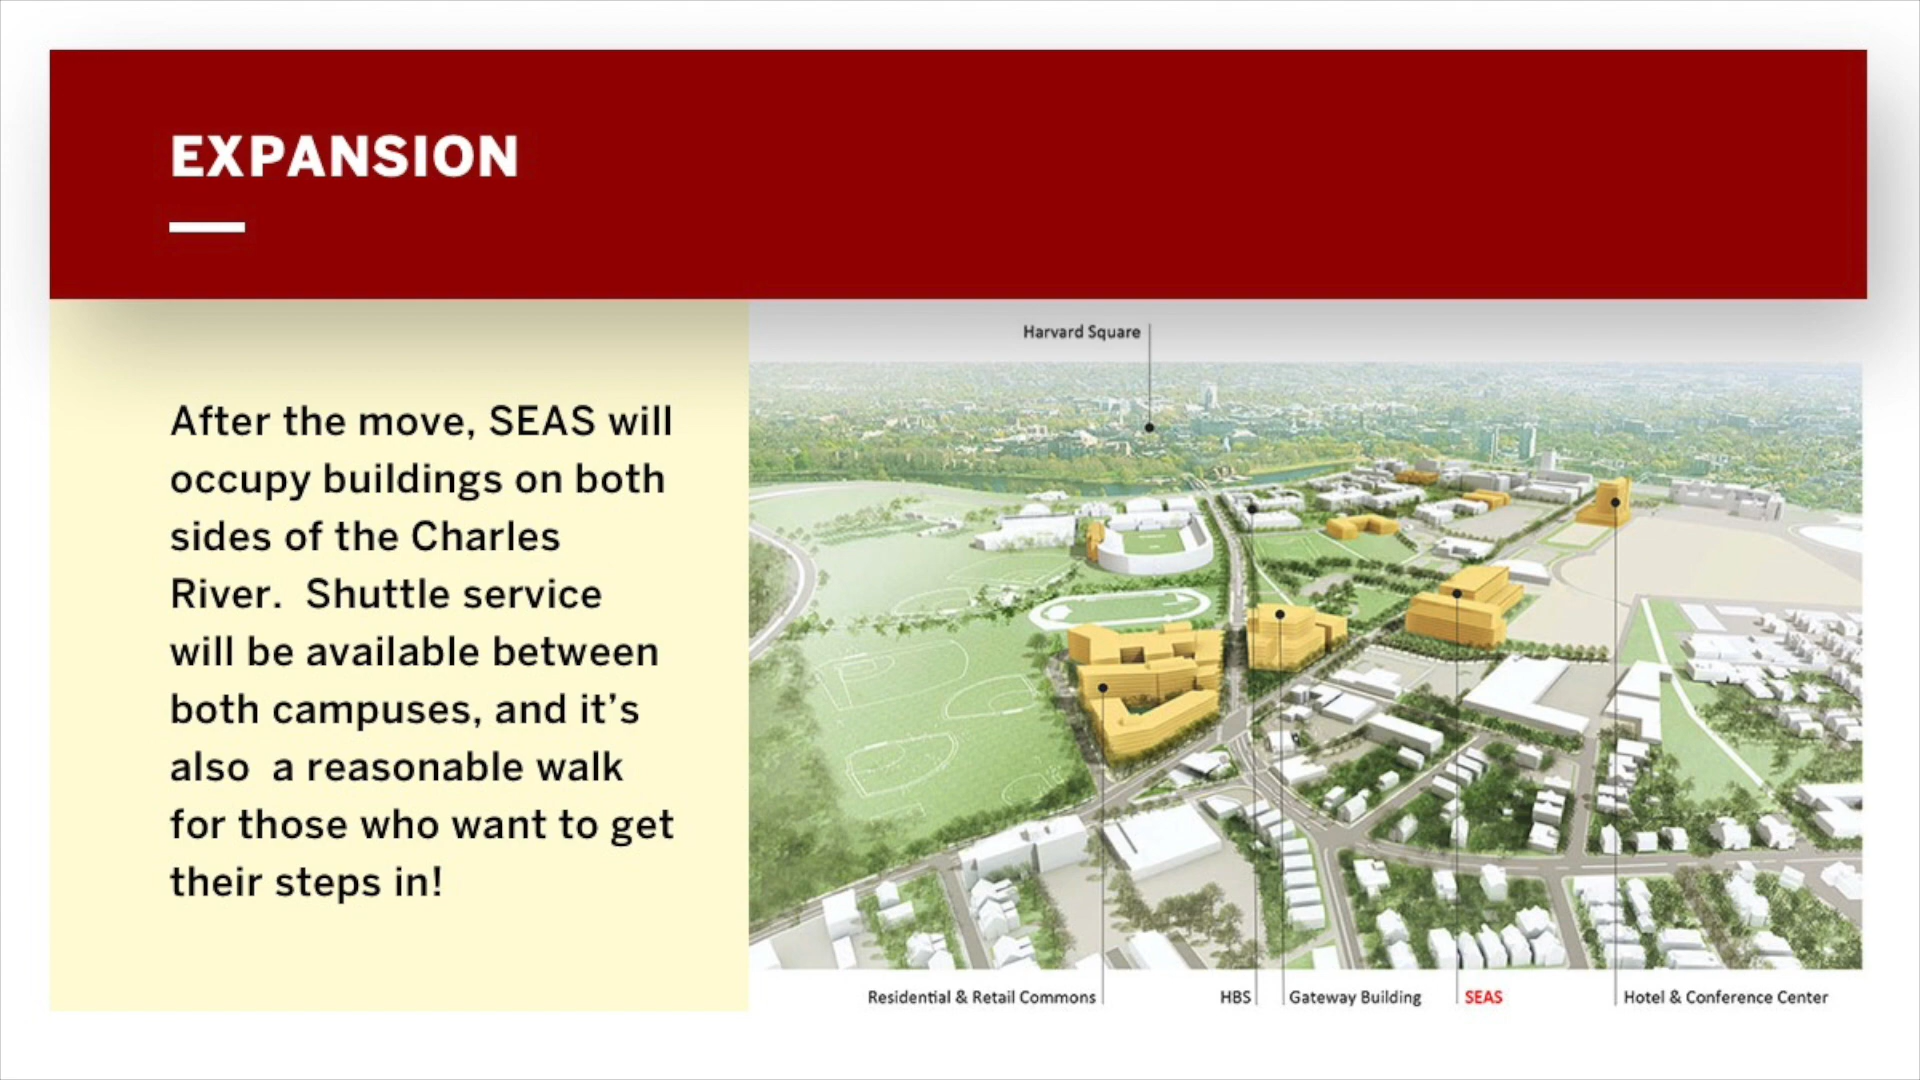 EXPANSION
After the move, SEAS will
occupy buildings on both
sides of the Charles
River.  Shuttle service
will be available between
both campuses, and it’s
also  a reasonable walk
for those who want to get
their steps in!
Harvard Square
Residential & Retail Commons
HBS
Gateway Building
SEAS
Hotel & Conference Center